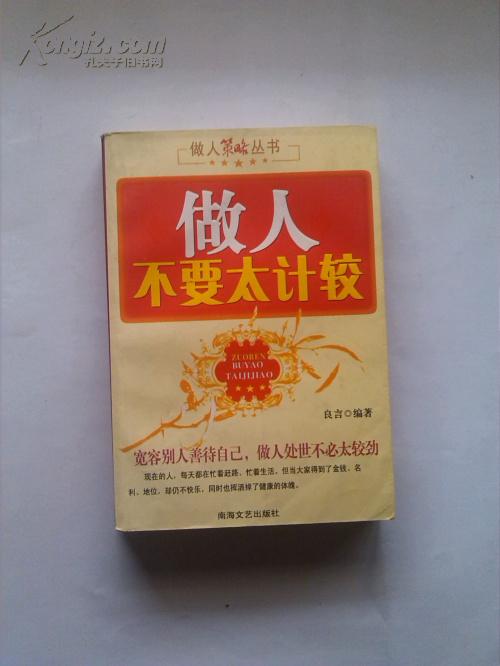 Kongfz.com
孔夫子旧书网
做人策略丛书
做人
不要太计较
ZUOREN
BUYAO
TAIJIJIAO
良言◎编著
宽容别人善待自己，做人处世不必太较劲
现在的人，每天都在忙着赶路、忙着生活，但当大家得到了金钱、名
利、地位，却仍不快乐，同时也挥洒掉了健康的体魄。
南海文艺出版社